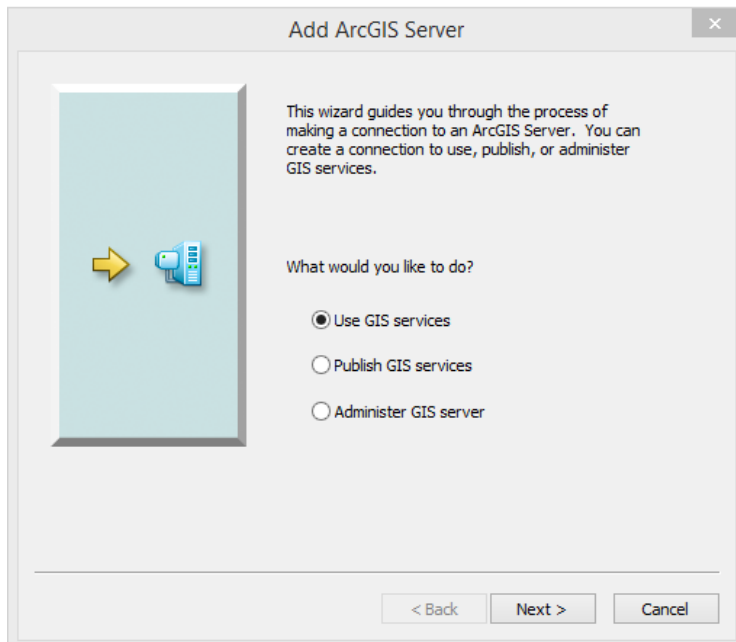 Add ArcGIS Server
This wizard guides you through the process of
making a connection to an ArcGIS Server. You can
create a connection to use, publish, or administer
GIS services.
What would you like to do?
Use GIS services
Publish GIS services
Administer GIS server
< Back
Next >
Cancel